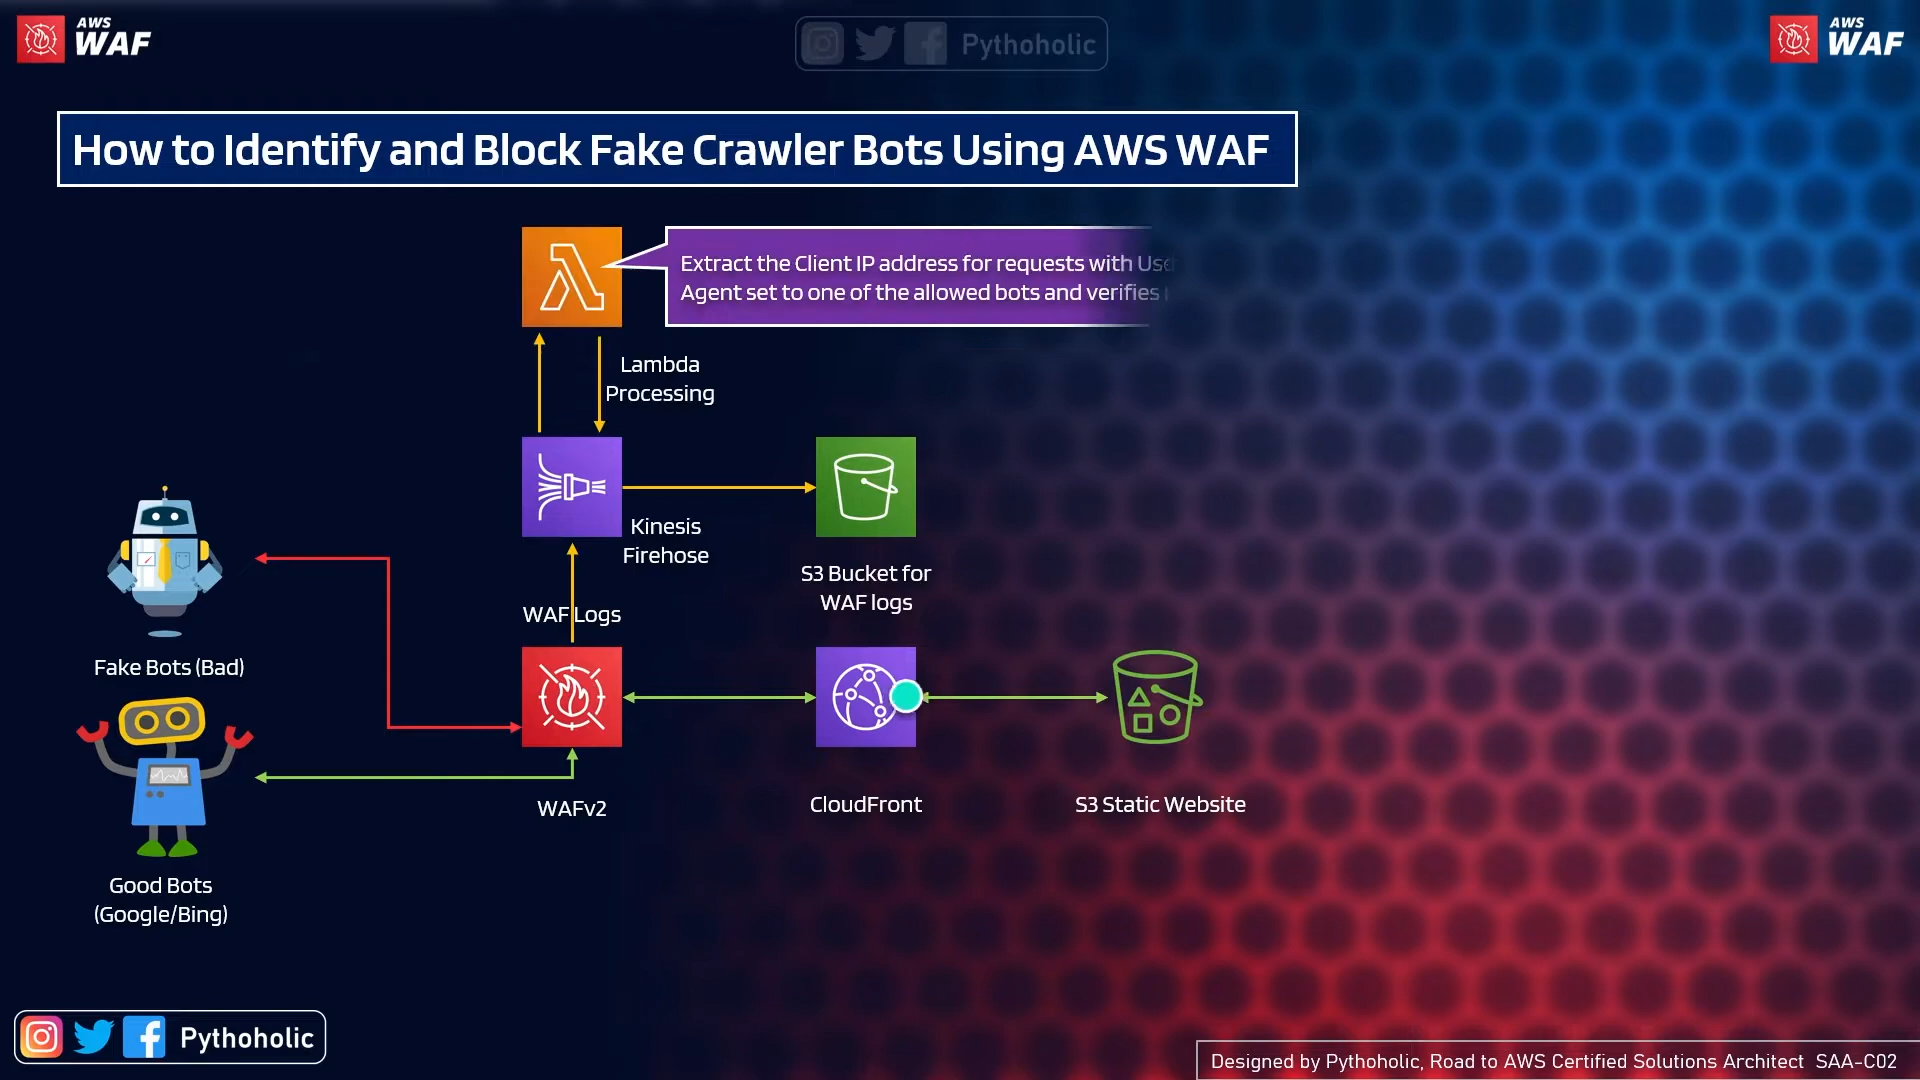 AWS
WAF
Pythoholic
AWS
WAF
How to Identify and Block Fake Crawler Bots Using AWS WAF
Extract the Client IP address for requests with
Agent set to one of the allowed bots and verifies
Lambda
Processing
Kinesis
Firehose
S3 Bucket for
WAF logs
WAF Logs
Fake Bots (Bad)
WAFv2
CloudFront
S3 Static Website
Good Bots
(Google/Bing)
Pythoholic
Designed by Pythoholic, Road to AWS Certified Solutions Architect SAA-C02